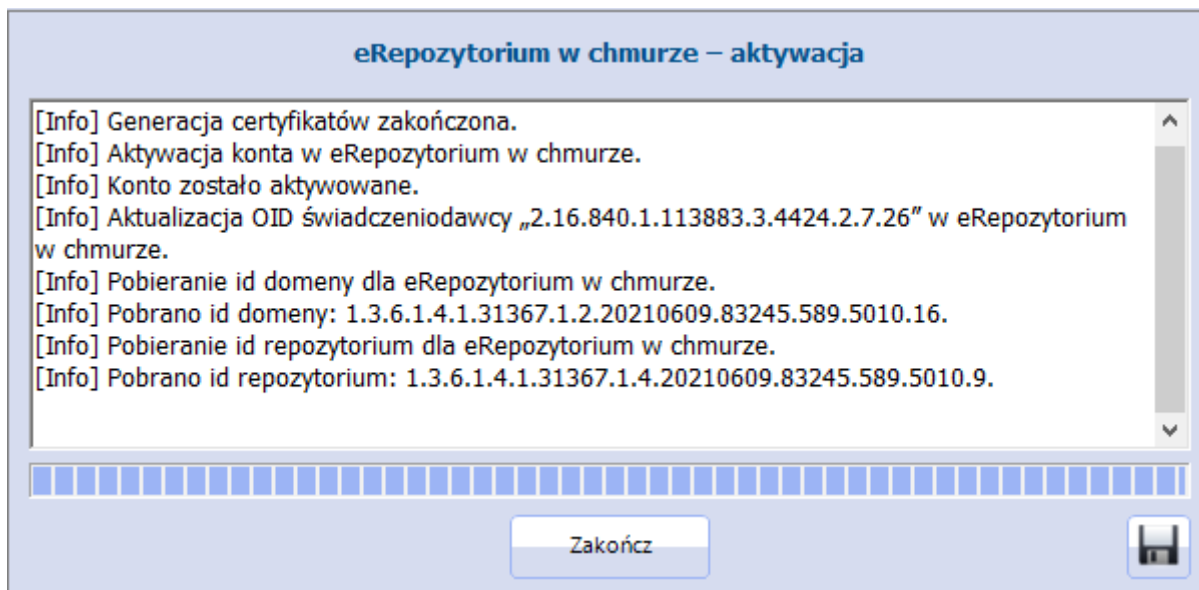 eRepozytorium w chmurze – aktywacja
[Info] Generacja certyfikatów zakończona.
[Info] Aktywacja konta w eRepozytorium w chmurze.
[Info] Konto zostało aktywowane.
[Info] Aktualizacja OID świadczeniodawcy „2.16.840.1.113883.3.4424.2.7.26” w eRepozytorium
w chmurze.
[Info] Pobieranie id domeny dla eRepozytorium w chmurze.
[Info] Pobrano id domeny: 1.3.6.1.4.1.31367.1.2.20210609.83245.589.5010.16.
[Info] Pobieranie id repozytorium dla eRepozytorium w chmurze.
[Info] Pobrano id repozytorium: 1.3.6.1.4.1.31367.1.4.20210609.83245.589.5010.9.
Zakończ